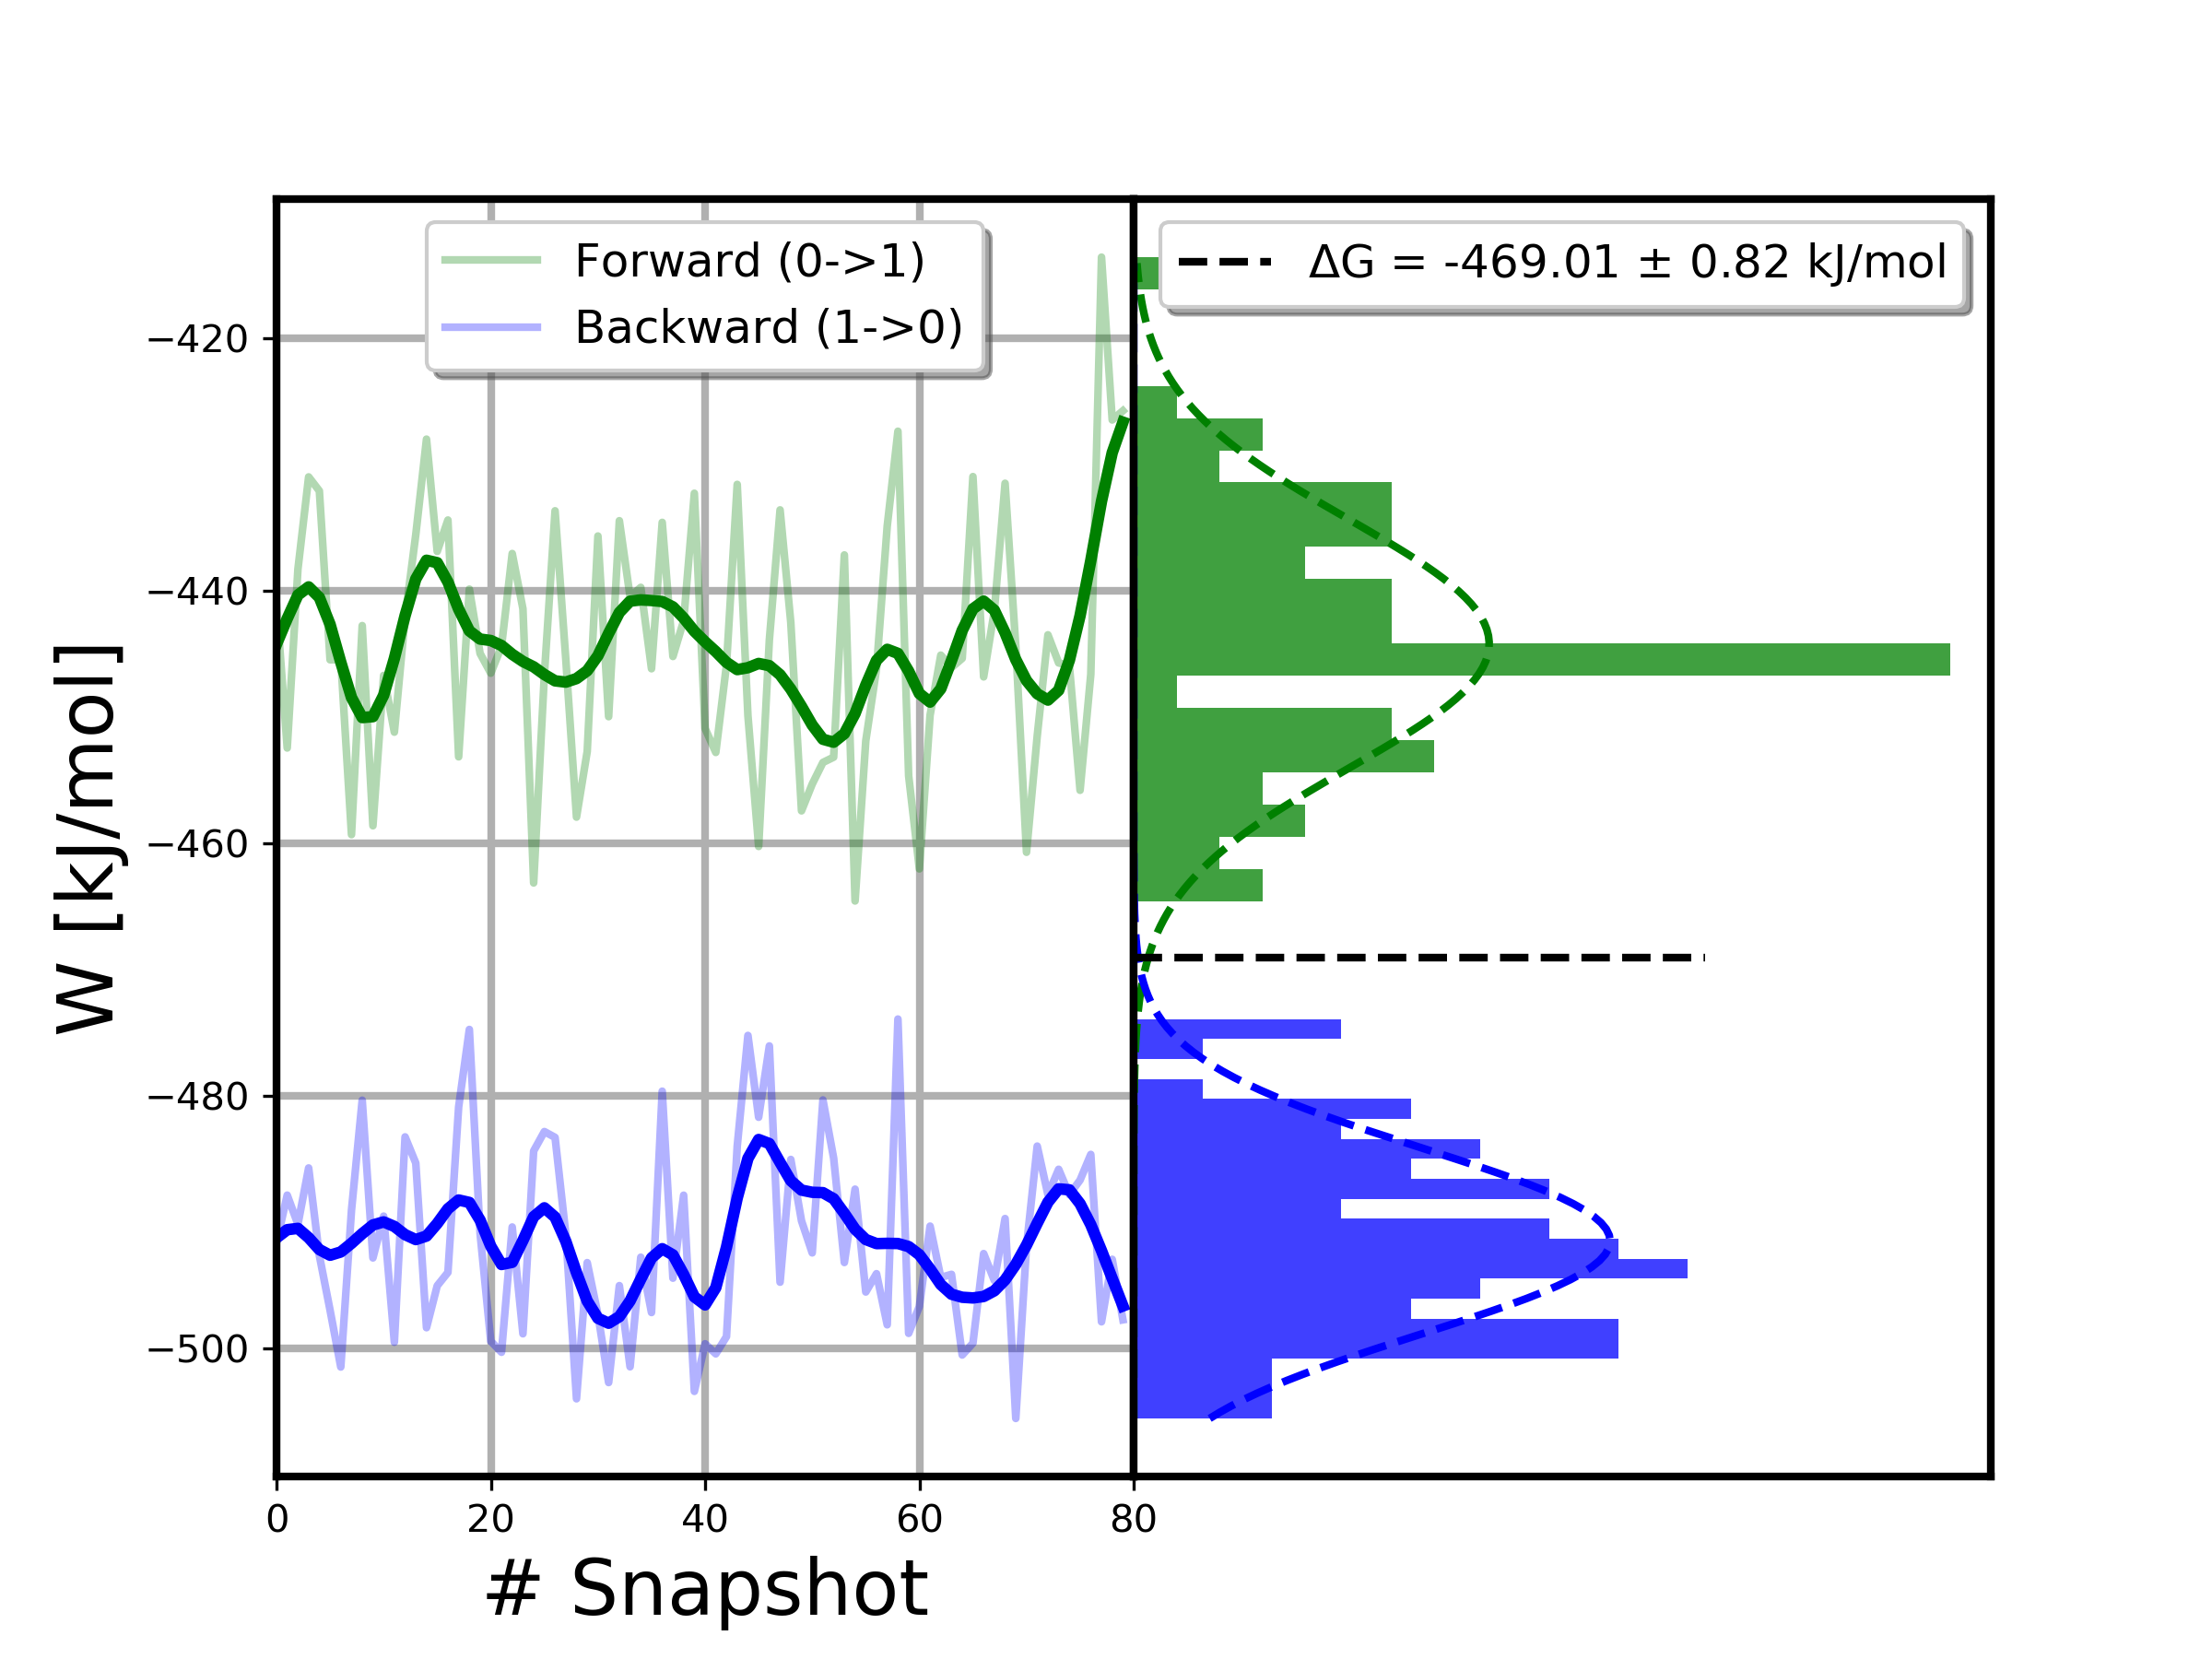 Forward (0->1)
Backward (1->0)
ΔG = -469.01 ± 0.82 kJ/mol
−420
−440
−460
−480
−500
W [kJ/mol]
0 20 40 60 80
# Snapshot